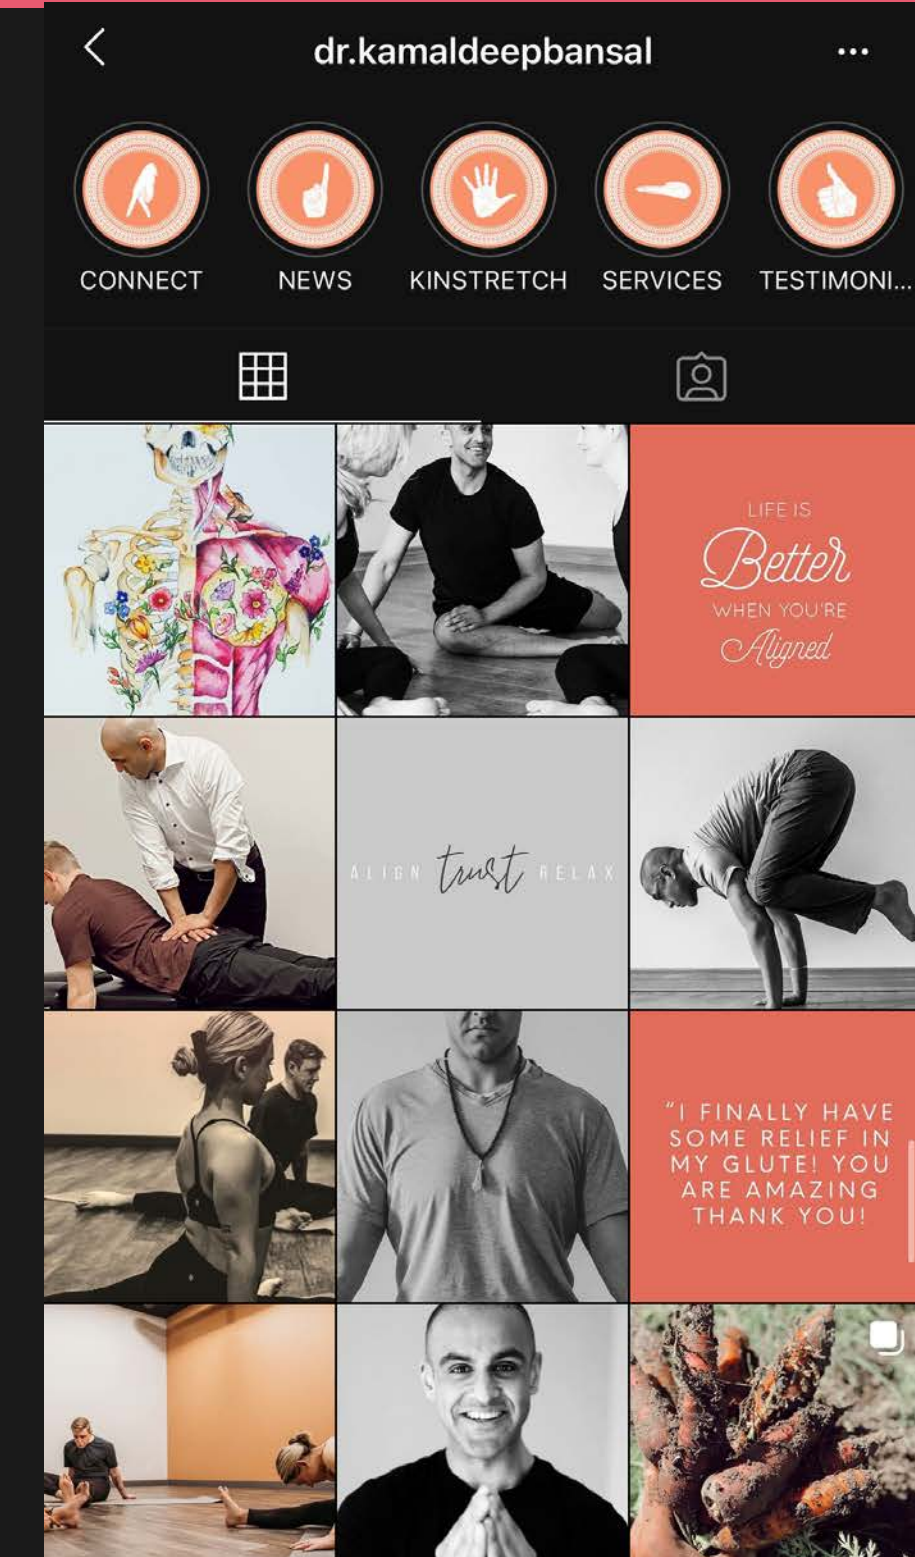 dr.kamaldeepbansal
CONNECT
NEWS
KINSTRETCH
SERVICES
TESTIMONI...
LIFE IS
Better
WHEN YOU'RE
Aligned
ALIGN trust RELAX
"I FINALLY HAVE
SOME RELIEF IN
MY GLUTE! YOU
ARE AMAZING
THANK YOU!